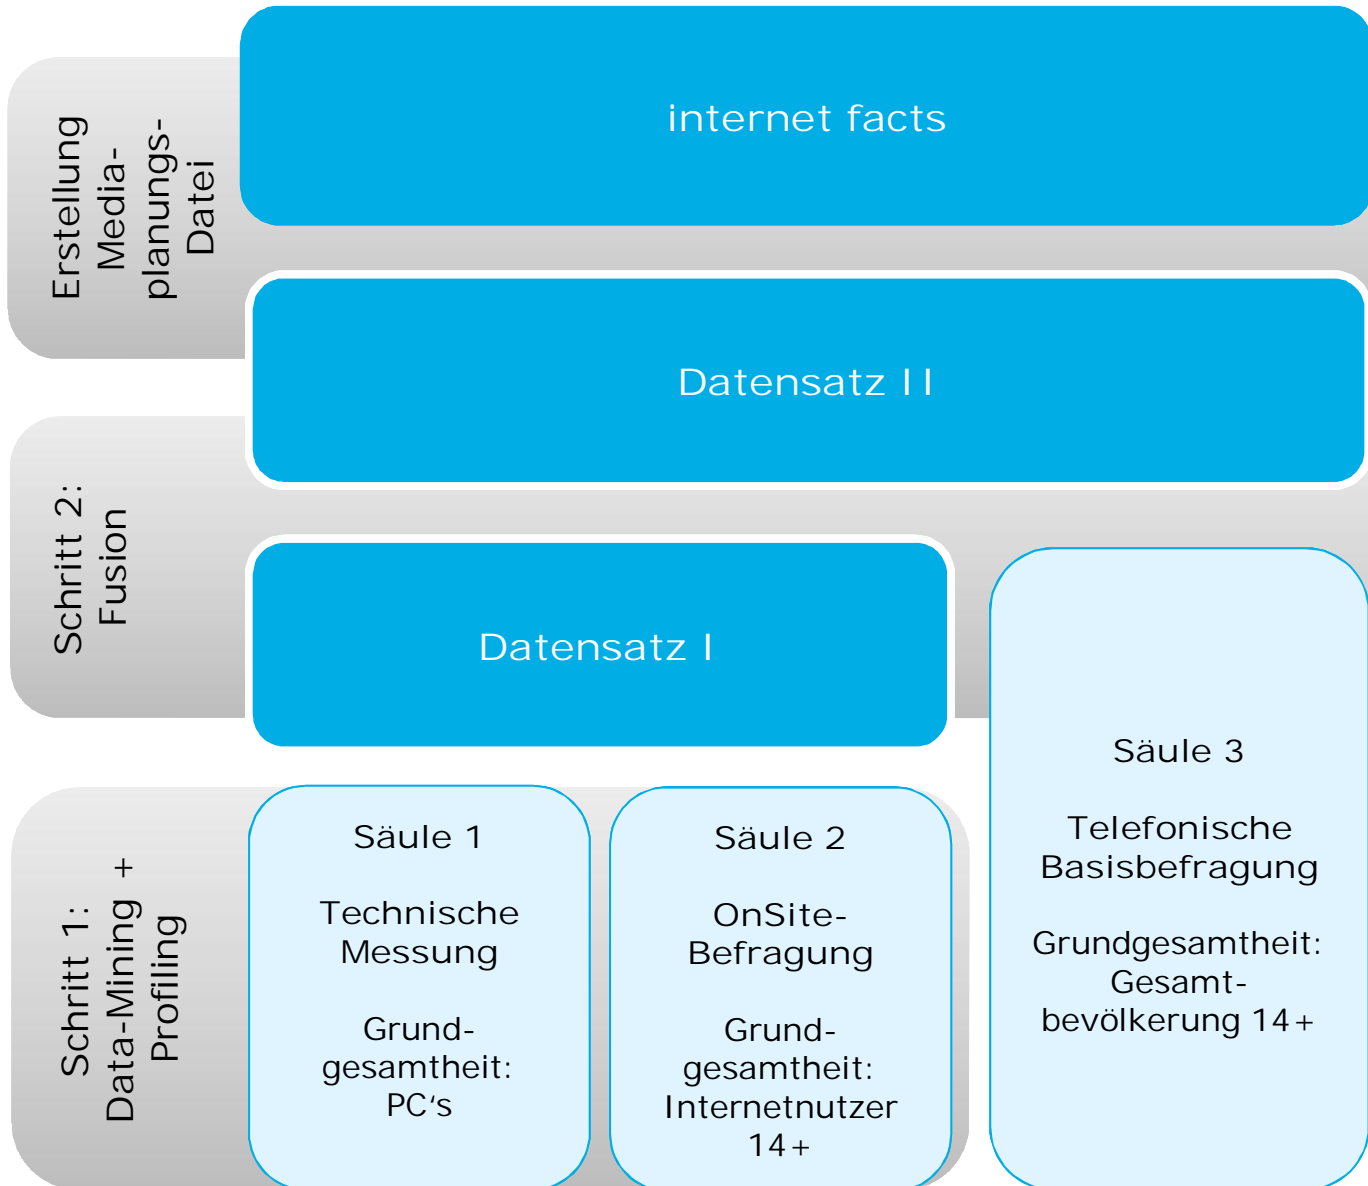 Erstellung
Media-
planungs-
Datei
internet facts
Datensatz II
Schritt 2:
Fusion
Datensatz I
Schritt 1:
Data-Mining +
Profiling
Säule 1
Technische
Messung
Grund-
gesamtheit:
PC‘s
Säule 2
OnSite-
Befragung
Grund-
gesamtheit:
Internetnutzer
14+
Säule 3
Telefonische
Basisbefragung
Grundgesamtheit:
Gesamt-
bevölkerung 14+